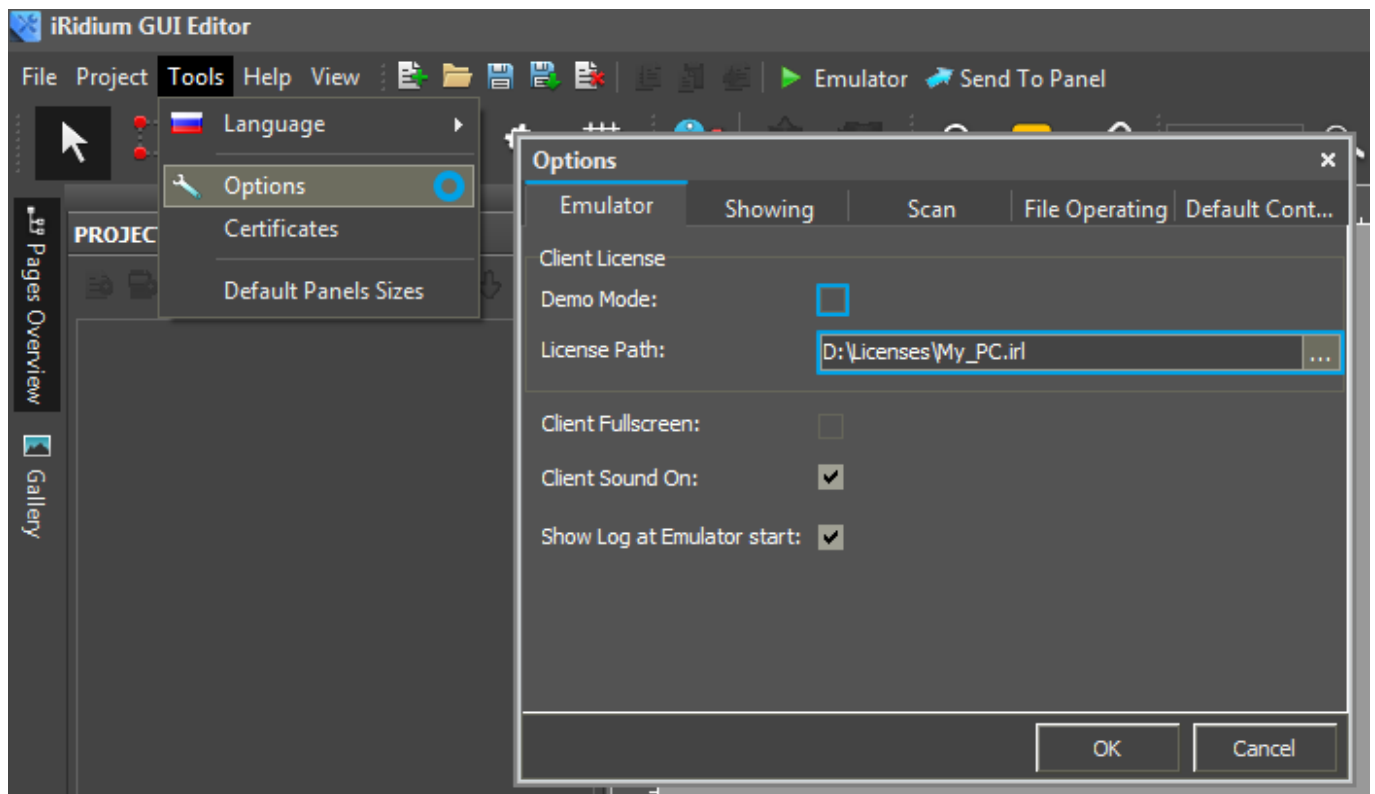 iRidium GUI Editor
File Project Tools Help View Emulator Send To Panel
Language
Options
Certificates
Default Panels Sizes
Pages Overview
Gallery
PROJEC
Options
Emulator Showing Scan File Operating Default Cont...
Client License
Demo Mode:
License Path: D:\Licenses\My_PC.irl ...
Client Fullscreen:
Client Sound On:
Show Log at Emulator start:
OK Cancel